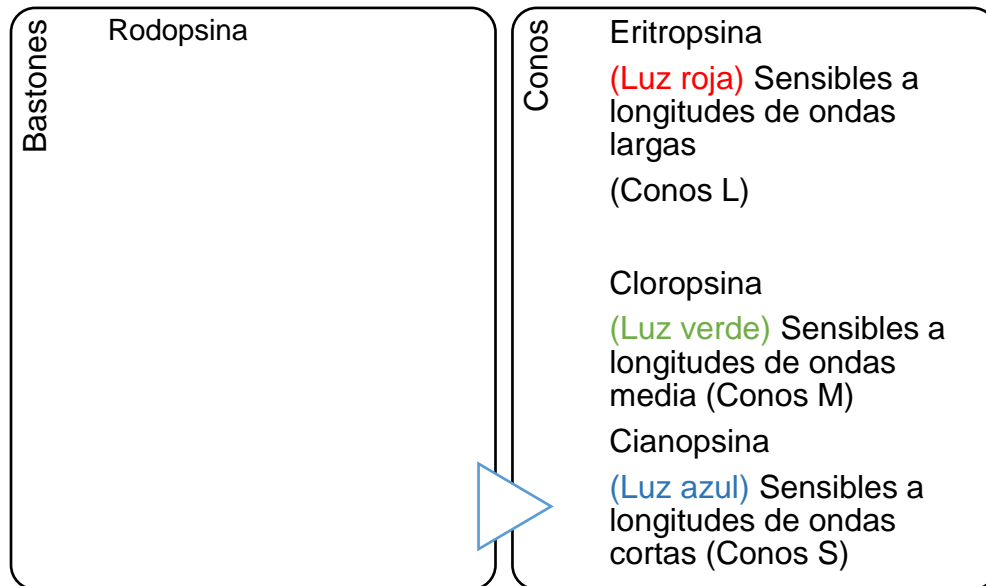 Bastones
Rodopsina
Conos
Eritropsina
(Luz roja) Sensibles a
longitudes de ondas
largas
(Conos L)
Cloropsina
(Luz verde) Sensibles a
longitudes de ondas
media (Conos M)
Cianopsina
(Luz azul) Sensibles a
longitudes de ondas
cortas (Conos S)